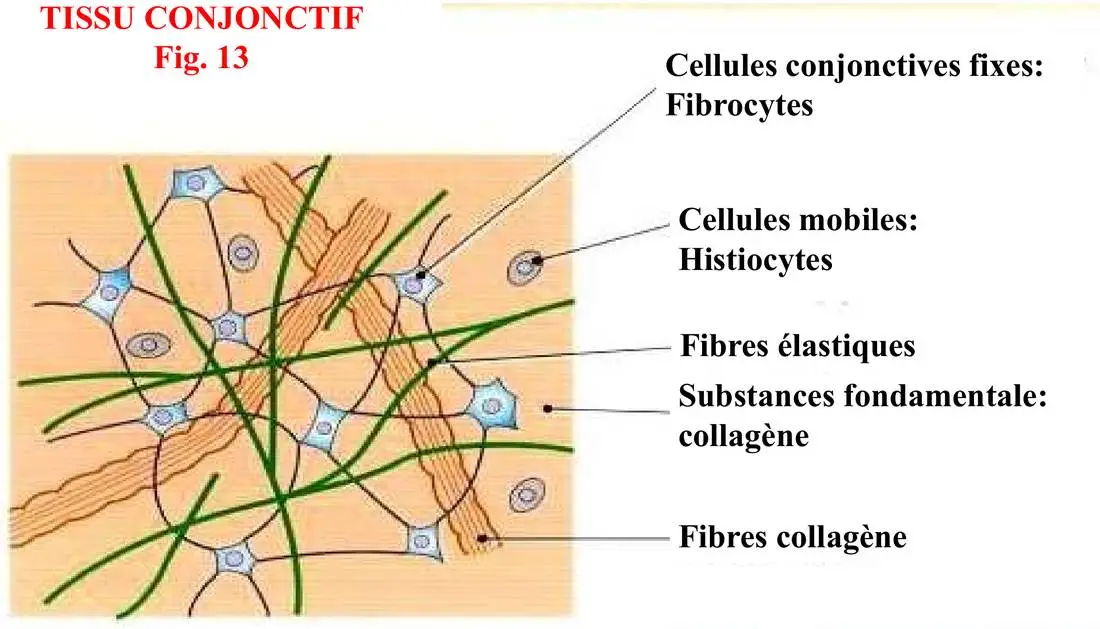 TISSU CONJONCTIF
Fig. 13
Cellules conjonctives fixes:
Fibrocytes
Cellules mobiles:
Histiocytes
Fibres élastiques
Substances fondamentale:
collagène
Fibres collagène